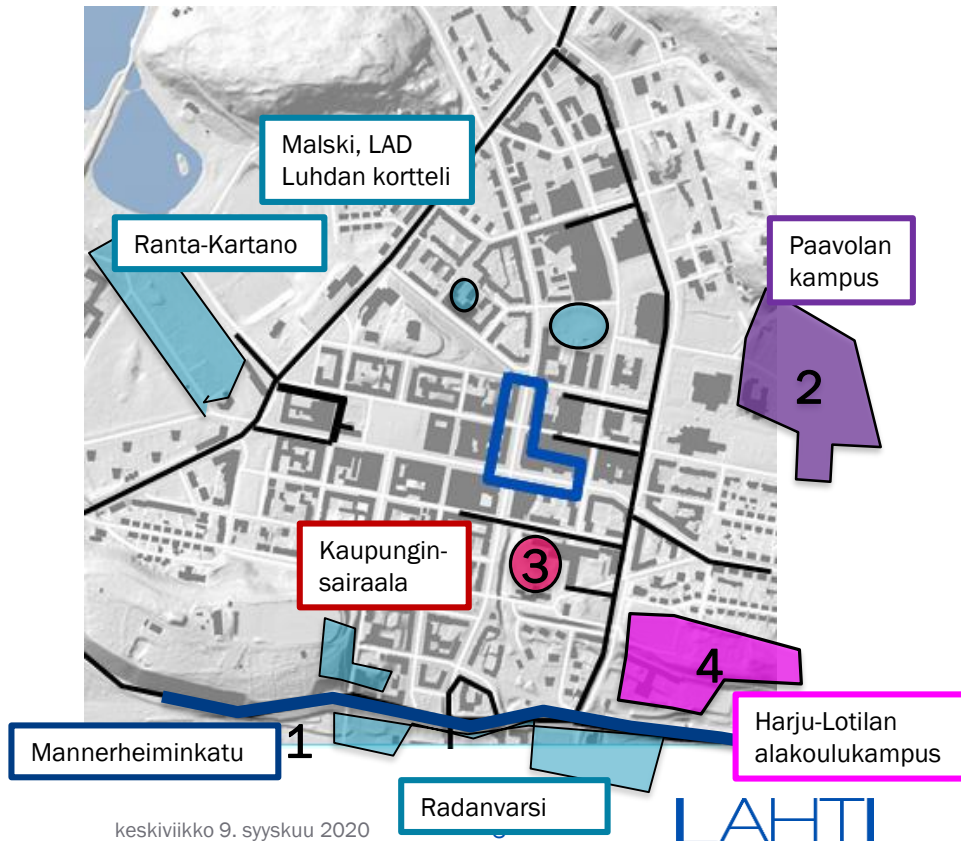 Malski, LAD
Luhdan kortteli
Ranta-Kartano
Paavolan
kampus
2
Kaupungin-
sairaala
3
4
Mannerheiminkatu
1
Harju-Lotilan
alakoulukampus
Radanvarsi
keskiviikko 9. syyskuu 2020
LAHTI